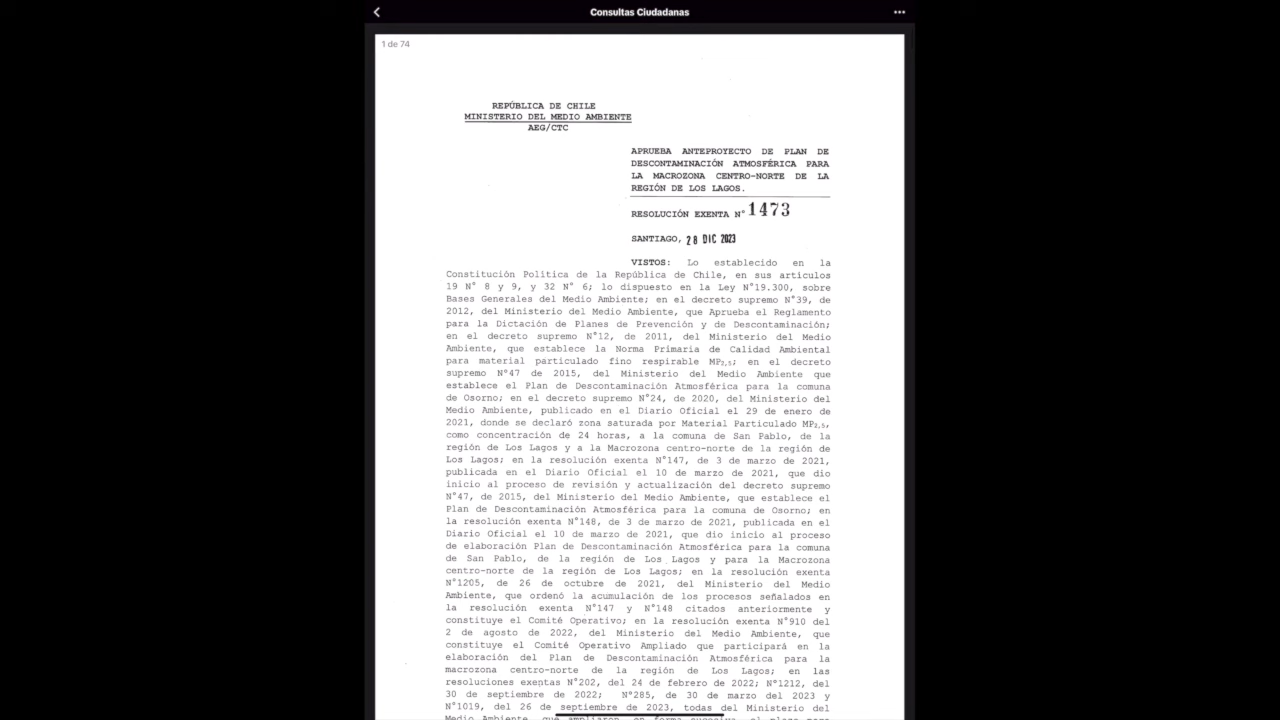 Consultas Ciudadanas
1 de 74
REPÚBLICA DE CHILE
MINISTERIO DEL MEDIO AMBIENTE
AEG/CTC
APRUEBA ANTEPROYECTO DE PLAN DE
DESCONTAMINACIÓN ATMOSFÉRICA PARA
LA MACROZONA CENTRO-NORTE DE LA
REGIÓN DE LOS LAGOS.
RESOLUCIÓN EXENTA N° 1473
SANTIAGO, 28 DIC 2023
VISTOS: Lo establecido en la
Constitución Política de la República de Chile, en sus artículos
19 N° 8 y 9, y 32 N° 6; lo dispuesto en la Ley N°19.300, sobre
Bases Generales del Medio Ambiente; en el decreto supremo N°39, de
2012, del Ministerio del Medio Ambiente, que Aprueba el Reglamento
para la Dictación de Planes de Prevención y de Descontaminación;
en el decreto supremo N°12, de 2011, del Ministerio del Medio
Ambiente, que establece la Norma Primaria de Calidad Ambiental
para material particulado fino respirable MP2,5; en el decreto
supremo N°47 de 2015, del Ministerio del Medio Ambiente que
establece el Plan de Descontaminación Atmosférica para la comuna
de Osorno; en el decreto supremo N°24, de 2020, del Ministerio del
Medio Ambiente, publicado en el Diario Oficial el 29 de enero de
2021, donde se declaró zona saturada por Material Particulado MP2,5,
como concentración de 24 horas, a la comuna de San Pablo, de la
región de Los Lagos y a la Macrozona centro-norte de la región de
Los Lagos; en la resolución exenta N°147, de 3 de marzo de 2021,
publicada en el Diario Oficial el 10 de marzo de 2021, que dio
inicio al proceso de revisión y actualización del decreto supremo
N°47, de 2015, del Ministerio del Medio Ambiente, que establece el
Plan de Descontaminación Atmosférica para la comuna de Osorno; en
la resolución exenta N°148, de 3 de marzo de 2021, publicada en el
Diario Oficial el 10 de marzo de 2021, que dio inicio al proceso
de elaboración Plan de Descontaminación Atmosférica para la comuna
de San Pablo, de la región de Los Lagos y para la Macrozona
centro-norte de la región de Los Lagos; en la resolución exenta
N°1205, de 26 de octubre de 2021, del Ministerio del Medio
Ambiente, que ordenó la acumulación de los procesos señalados en
la resolución exenta N°147 y N°148 citados anteriormente y
constituye el Comité Operativo; en la resolución exenta N°910 del
2 de agosto de 2022, del Ministerio del Medio Ambiente, que
constituye el Comité Operativo Ampliado que participará en la
elaboración del Plan de Descontaminación Atmosférica para la
macrozona centro-norte de la región de Los Lagos; en las
resoluciones exentas N°202, del 24 de febrero de 2022; N°1212, del
30 de septiembre de 2022; N°285, de 30 de marzo del 2023 y
N°1019, del 26 de septiembre de 2023, todas del Ministerio del
Medio Ambiente, que ampliaron, en forma sucesiva, el plazo para